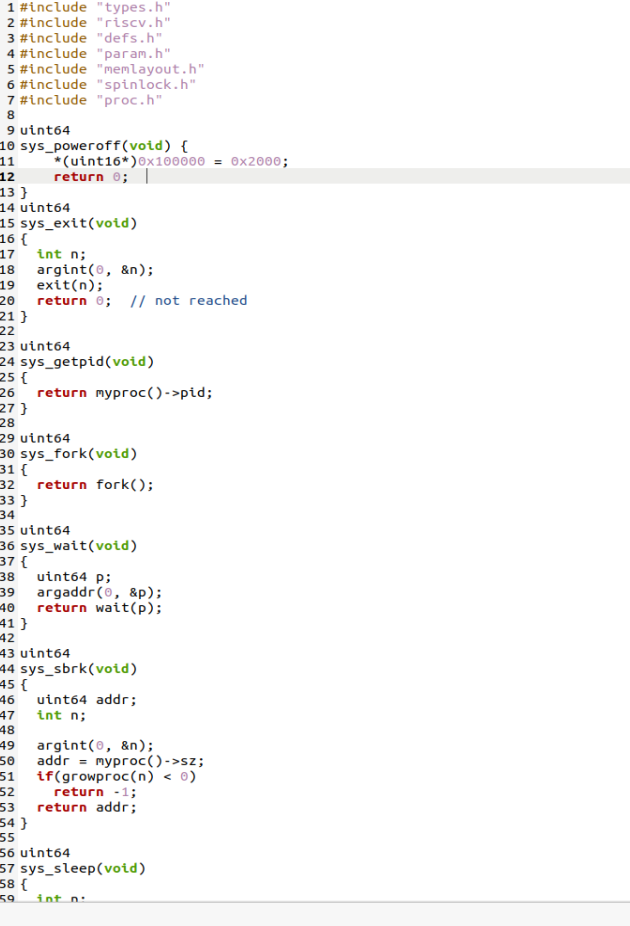 1 #include "types.h"
2 #include "riscv.h"
3 #include "defs.h"
4 #include "param.h"
5 #include "memlayout.h"
6 #include "spinlock.h"
7 #include "proc.h"
8
9 uint64
10 sys_poweroff(void) {
11     *(uint16*)0x100000 = 0x2000;
12     return 0;
13 }
14 uint64
15 sys_exit(void)
16 {
17   int n;
18   argint(0, &n);
19   exit(n);
20   return 0;  // not reached
21 }
22
23 uint64
24 sys_getpid(void)
25 {
26   return myproc()->pid;
27 }
28
29 uint64
30 sys_fork(void)
31 {
32   return fork();
33 }
34
35 uint64
36 sys_wait(void)
37 {
38   uint64 p;
39   argaddr(0, &p);
40   return wait(p);
41 }
42
43 uint64
44 sys_sbrk(void)
45 {
46   uint64 addr;
47   int n;
48
49   argint(0, &n);
50   addr = myproc()->sz;
51   if(growproc(n) < 0)
52     return -1;
53   return addr;
54 }
55
56 uint64
57 sys_sleep(void)
58 {
59   int n;